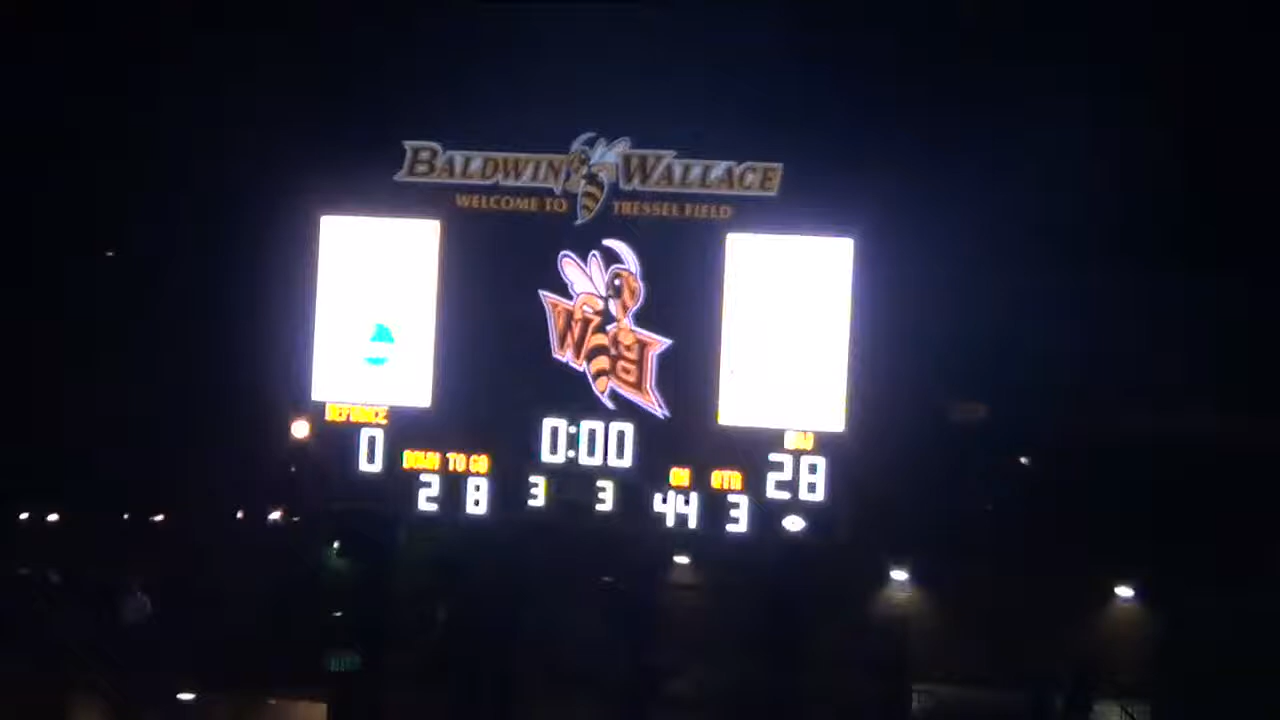 BALDWIN WALLACE
WELCOME TO TRESSEL FIELD
DEFIANCE
0
DOWN TO GO
2 8
0:00
3 3
ON QTR
44 3
BW
28